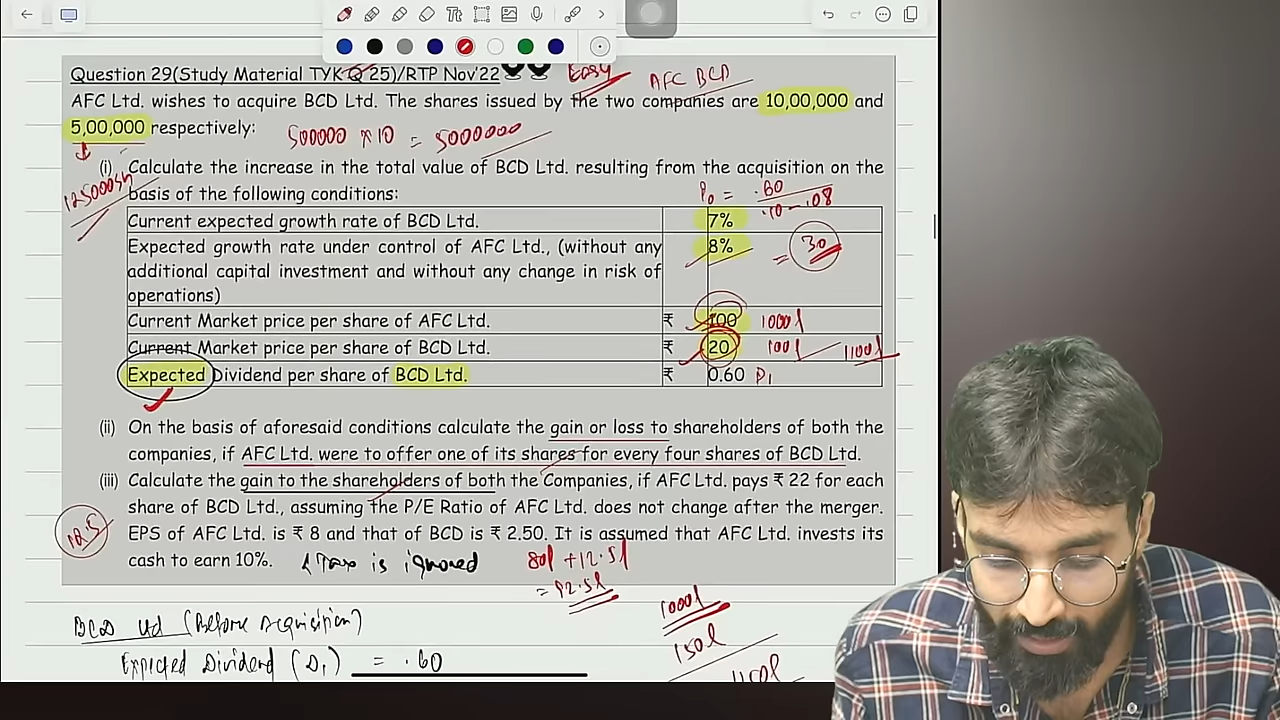 Question 29(Study Material TYK Q 25)/RTP Nov'22
Easy
AFC BCD
AFC Ltd. wishes to acquire BCD Ltd. The shares issued by the two companies are 10,00,000 and
5,00,000 respectively:
500000 x 10 = 5000000
(i) Calculate the increase in the total value of BCD Ltd. resulting from the acquisition on the
125000sh
basis of the following conditions:
P0 = .60
.10 - .08
= 30
Current expected growth rate of BCD Ltd. 7%
Expected growth rate under control of AFC Ltd., (without any 8%
additional capital investment and without any change in risk of
operations)
Current Market price per share of AFC Ltd. ₹ 100 1000l
Current Market price per share of BCD Ltd. ₹ 20 100l 1100l
Expected Dividend per share of BCD Ltd. ₹ 0.60 D1
(ii) On the basis of aforesaid conditions calculate the gain or loss to shareholders of both the
companies, if AFC Ltd. were to offer one of its shares for every four shares of BCD Ltd.
(iii) Calculate the gain to the shareholders of both the Companies, if AFC Ltd. pays ₹ 22 for each
share of BCD Ltd., assuming the P/E Ratio of AFC Ltd. does not change after the merger.
12.5
EPS of AFC Ltd. is ₹ 8 and that of BCD is ₹ 2.50. It is assumed that AFC Ltd. invests its
cash to earn 10%. & Tax is ignored
80l + 12.5l
= 92.5l
1000l
150l
1150l
BCD Ltd (Before Acquisition)
Expected Dividend (D1) = .60